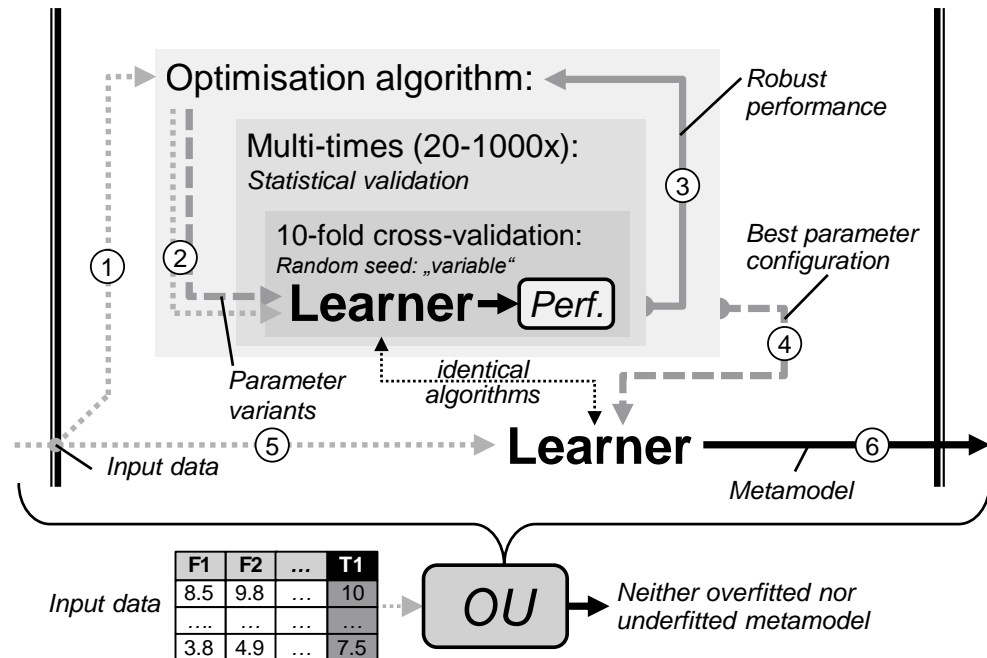 Optimisation algorithm:
Robust
performance
Multi-times (20-1000x):
Statistical validation
3
10-fold cross-validation:
Random seed: „variable“
Best parameter
configuration
1
2
Learner
Perf.
4
identical
algorithms
Parameter
variants
5
Learner
6
Input data
Metamodel
Input data
F1 F2 ... T1
8.5 9.8 ... 10
.... ... ... ...
3.8 4.9 ... 7.5
OU
Neither overfitted nor
underfitted metamodel